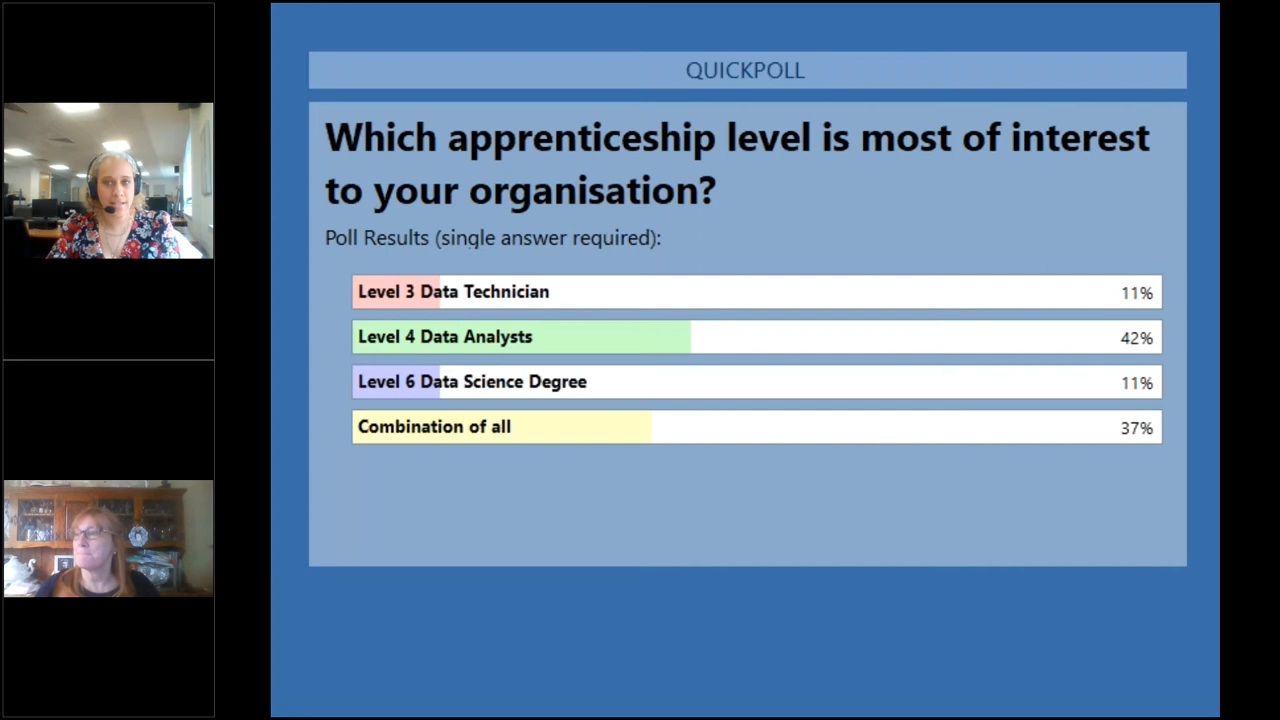 QUICKPOLL
Which apprenticeship level is most of interest
to your organisation?
Poll Results (single answer required):
Level 3 Data Technician 11%
Level 4 Data Analysts 42%
Level 6 Data Science Degree 11%
Combination of all 37%